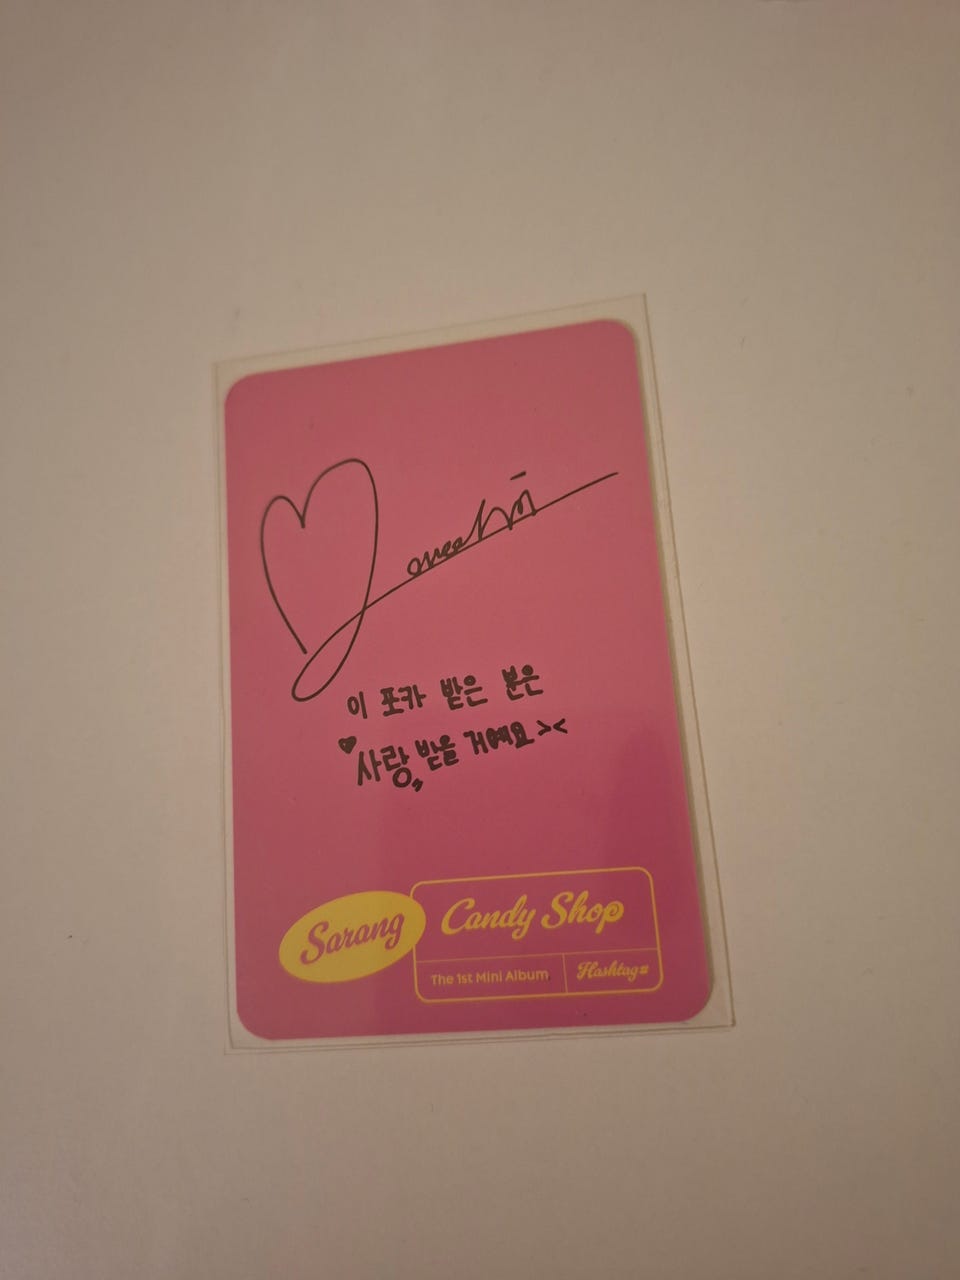 이 포카 받은 분은
♥사랑 받을 거예요><
Sarang
Candy Shop
The 1st Mini Album
Hashtag#